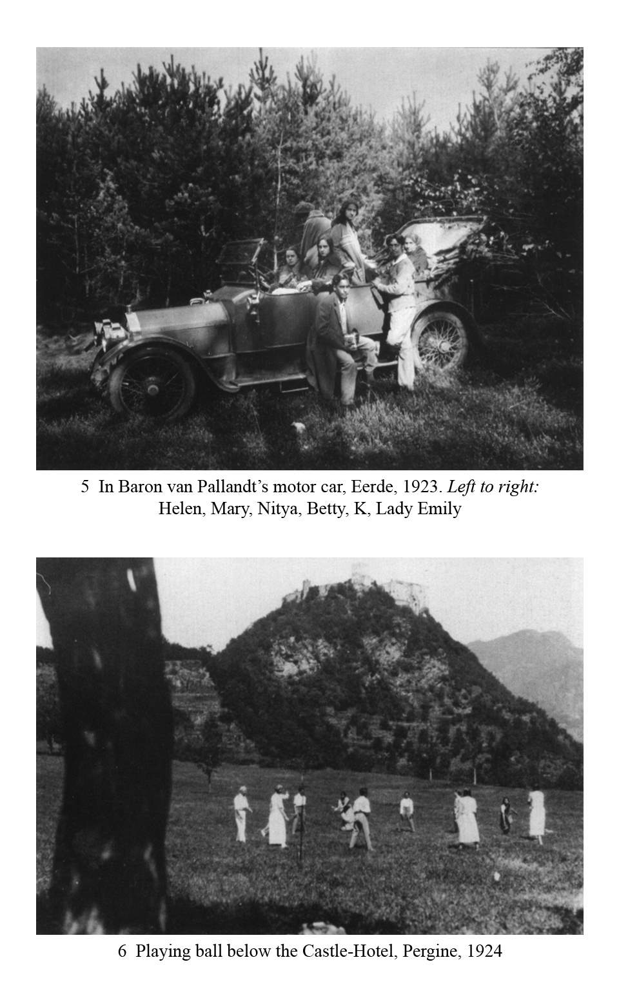 5 In Baron van Pallandt’s motor car, Eerde, 1923. Left to right:
Helen, Mary, Nitya, Betty, K, Lady Emily
6 Playing ball below the Castle-Hotel, Pergine, 1924